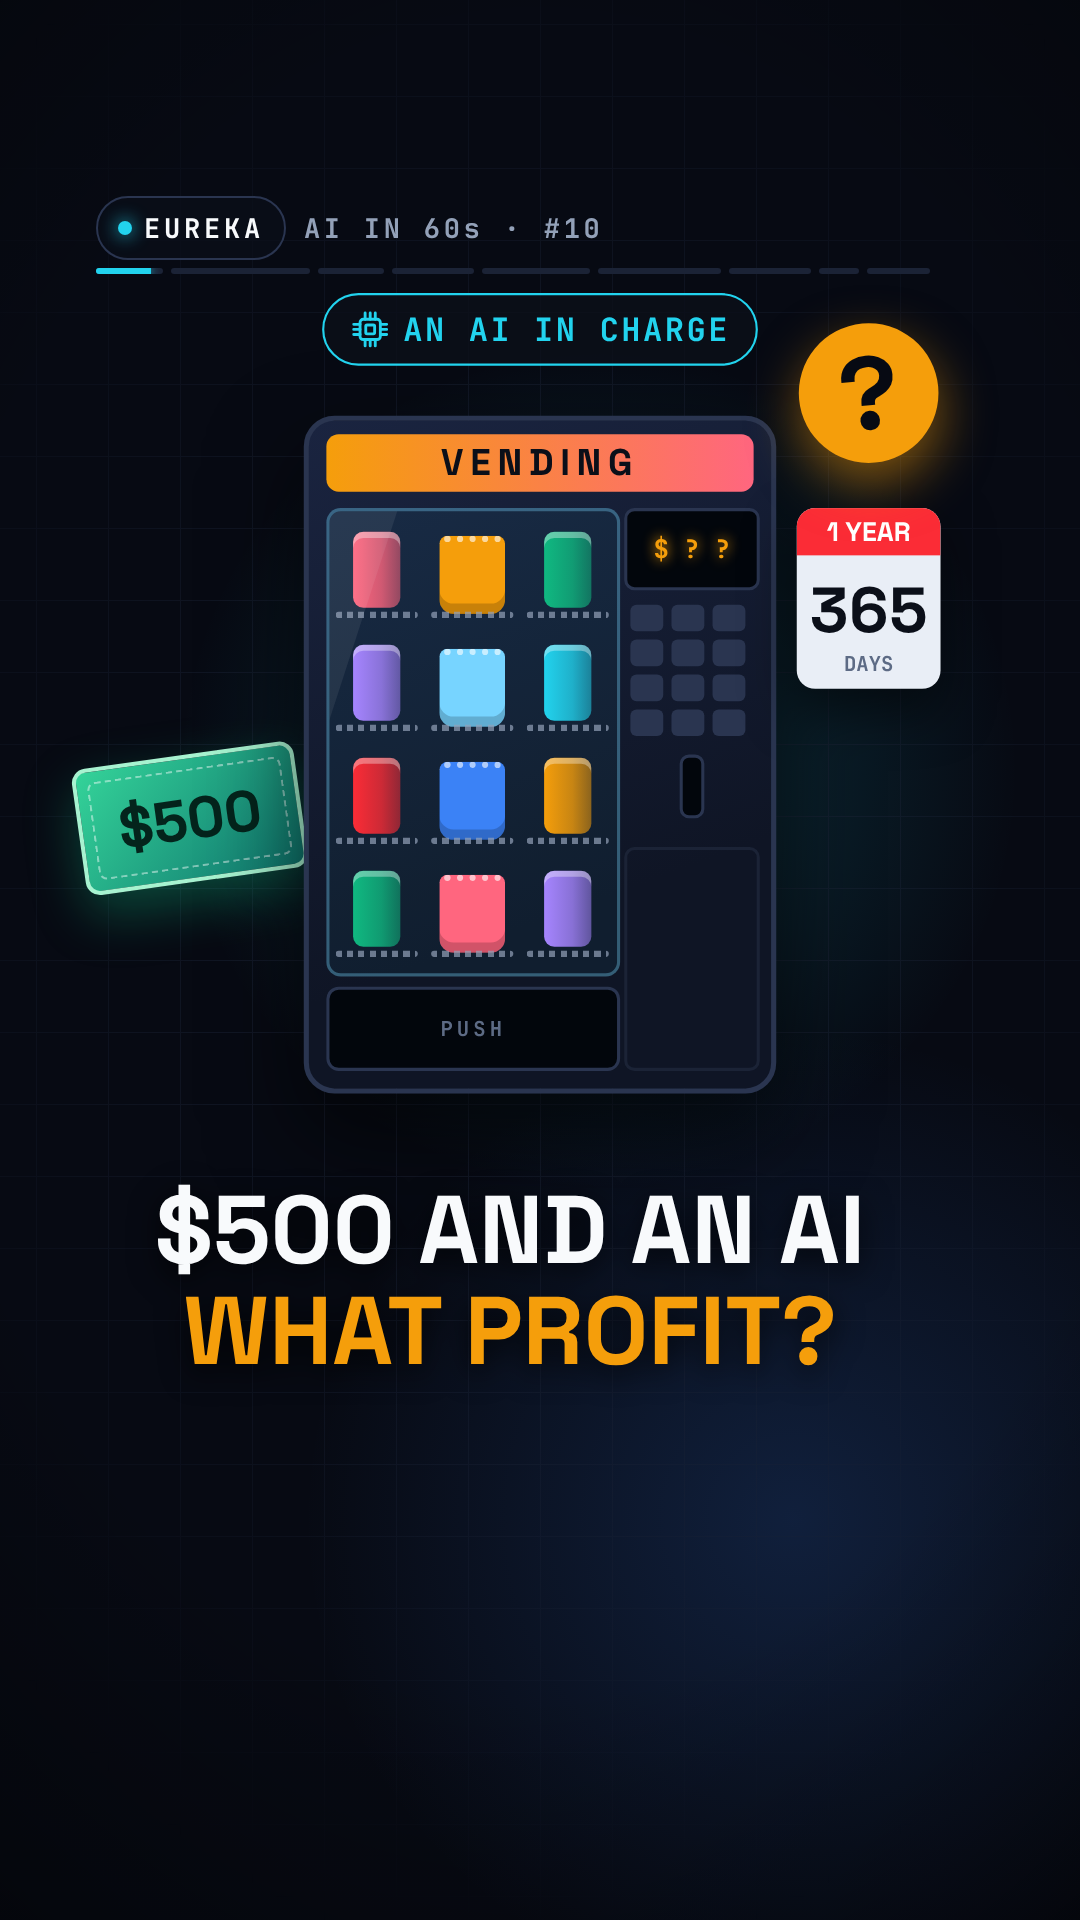 EUREKA AI IN 60s · #10
AN AI IN CHARGE
?
VENDING
$ ? ?
1 YEAR
365
DAYS
$500
PUSH
$500 AND AN AI
WHAT PROFIT?